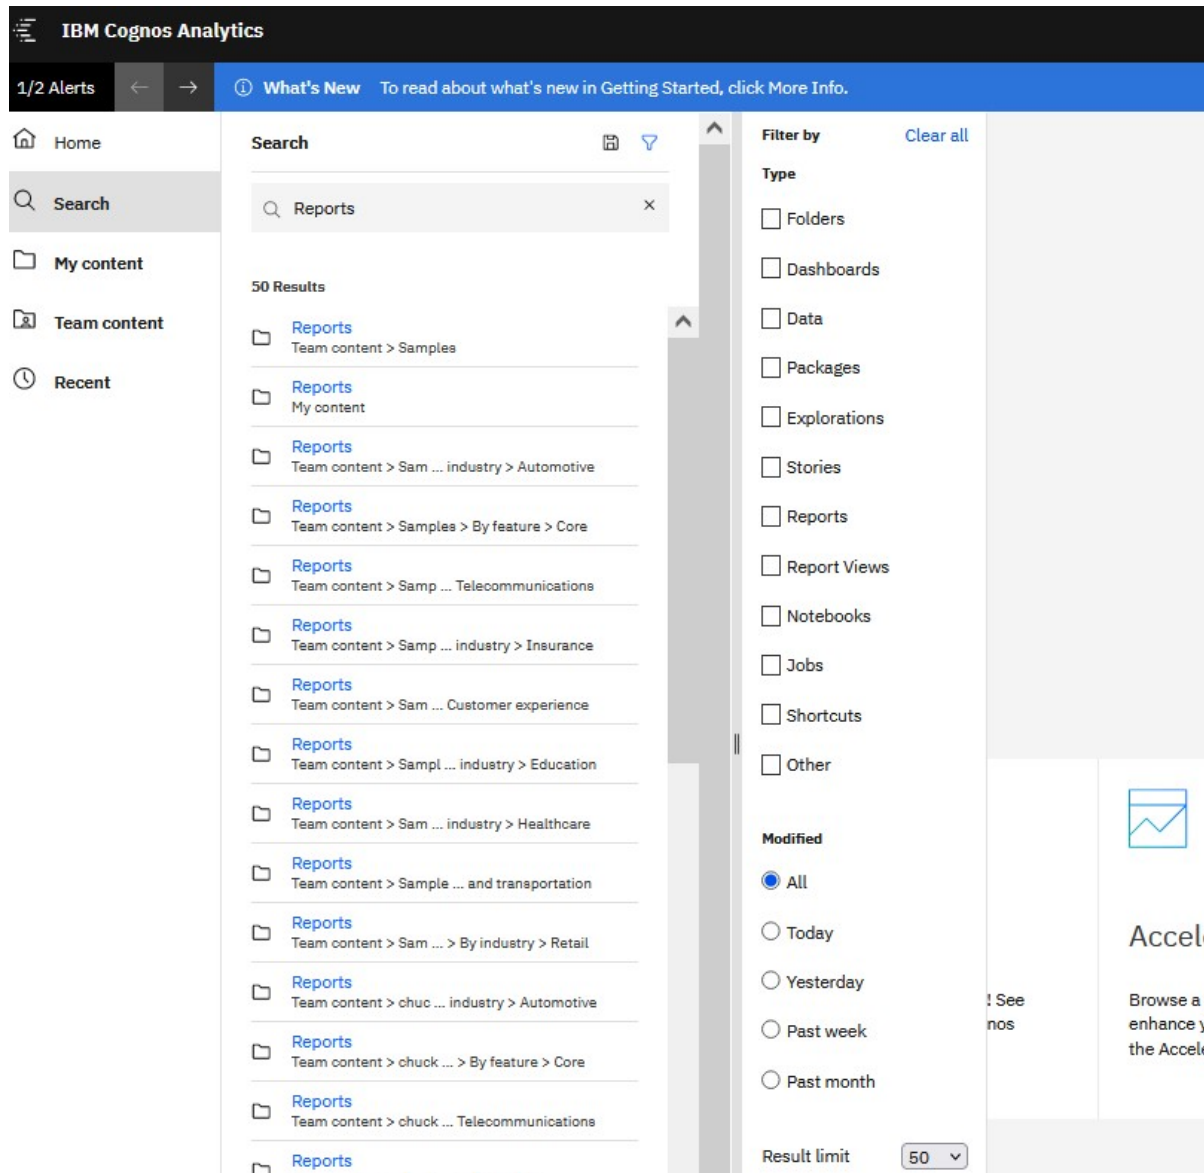 IBM Cognos Analytics
1/2 Alerts
What's New To read about what's new in Getting Started, click More Info.
Home
Search
My content
Team content
Recent
Search
Reports
50 Results
Reports
Team content > Samples
Reports
My content
Reports
Team content > Sam ... industry > Automotive
Reports
Team content > Samples > By feature > Core
Reports
Team content > Samp ... Telecommunications
Reports
Team content > Samp ... industry > Insurance
Reports
Team content > Sam ... Customer experience
Reports
Team content > Sampl ... industry > Education
Reports
Team content > Sam ... industry > Healthcare
Reports
Team content > Sample ... and transportation
Reports
Team content > Sam ... > By industry > Retail
Reports
Team content > chuc ... industry > Automotive
Reports
Team content > chuck ... > By feature > Core
Reports
Team content > chuck ... Telecommunications
Reports
Filter by Clear all
Type
Folders
Dashboards
Data
Packages
Explorations
Stories
Reports
Report Views
Notebooks
Jobs
Shortcuts
Other
Modified
All
Today
Yesterday
Past week
Past month
Result limit 50
! See
nos
Accel
Browse a
enhance y
the Accel